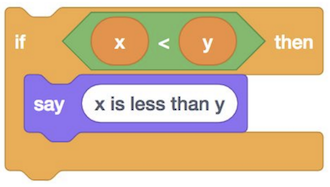 if x < y then
say x is less than y